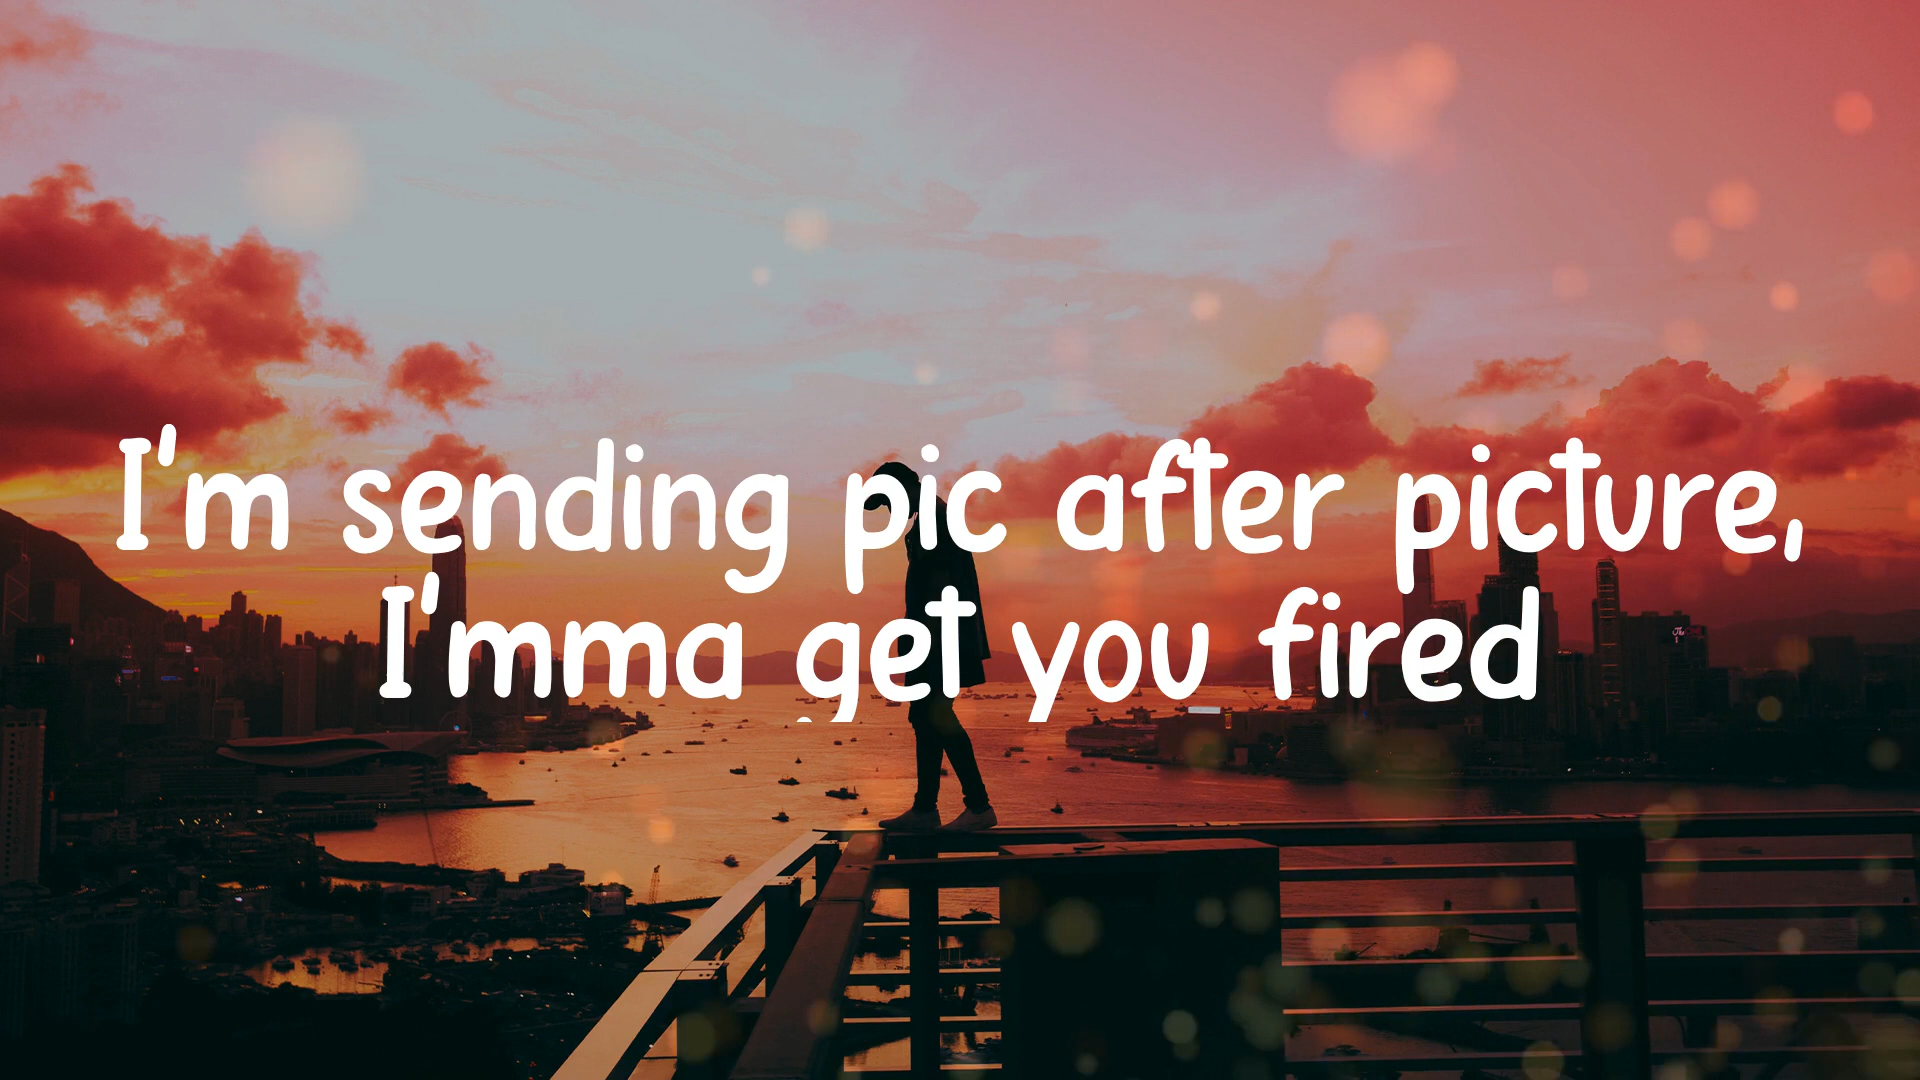 I'm sending pic after picture,
I'mma get you fired